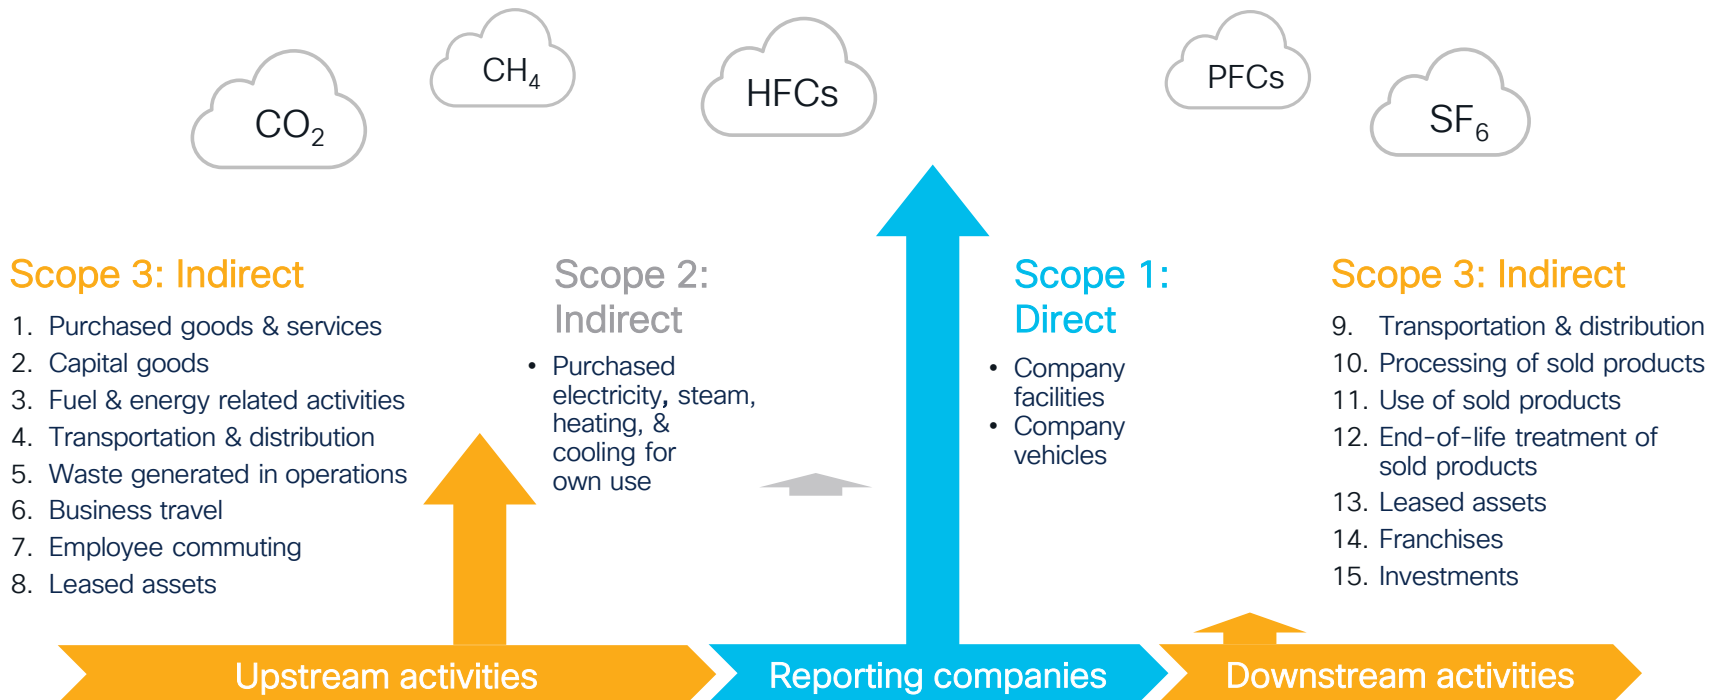 CO₂
CH₄
HFCs
PFCs
SF₆
Scope 3: Indirect
1. Purchased goods & services
2. Capital goods
3. Fuel & energy related activities
4. Transportation & distribution
5. Waste generated in operations
6. Business travel
7. Employee commuting
8. Leased assets
Scope 2:
Indirect
• Purchased
electricity, steam,
heating, &
cooling for
own use
Scope 1:
Direct
• Company
facilities
• Company
vehicles
Scope 3: Indirect
9. Transportation & distribution
10. Processing of sold products
11. Use of sold products
12. End-of-life treatment of
sold products
13. Leased assets
14. Franchises
15. Investments
Upstream activities
Reporting companies
Downstream activities